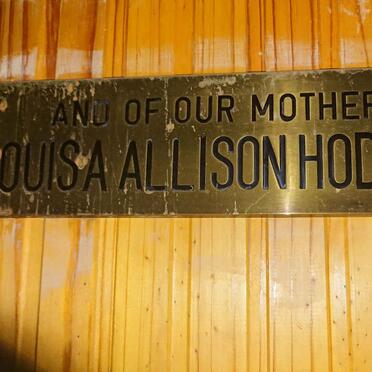 AND OF OUR MOTHER
OUISA ALLISON HOD